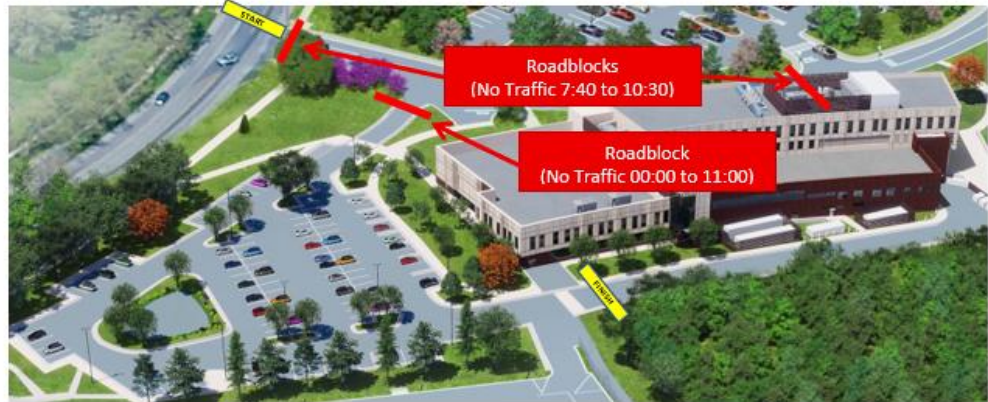 START
Roadblocks
(No Traffic 7:40 to 10:30)
Roadblock
(No Traffic 00:00 to 11:00)
FINISH